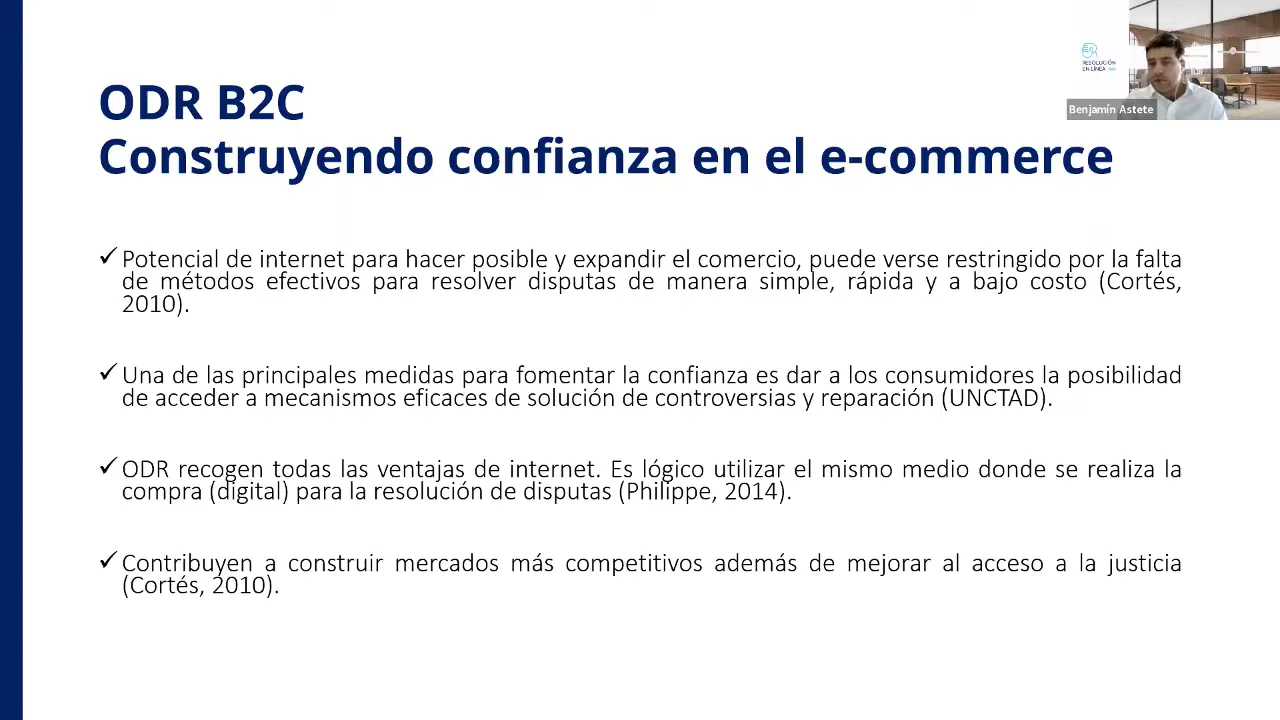 RESOLUCIÓN
EN LÍNEA
Benjamín Astete
ODR B2C
Construyendo confianza en el e-commerce
✓ Potencial de internet para hacer posible y expandir el comercio, puede verse restringido por la falta
de métodos efectivos para resolver disputas de manera simple, rápida y a bajo costo (Cortés,
2010).
✓ Una de las principales medidas para fomentar la confianza es dar a los consumidores la posibilidad
de acceder a mecanismos eficaces de solución de controversias y reparación (UNCTAD).
✓ ODR recogen todas las ventajas de internet. Es lógico utilizar el mismo medio donde se realiza la
compra (digital) para la resolución de disputas (Philippe, 2014).
✓ Contribuyen a construir mercados más competitivos además de mejorar al acceso a la justicia
(Cortés, 2010).